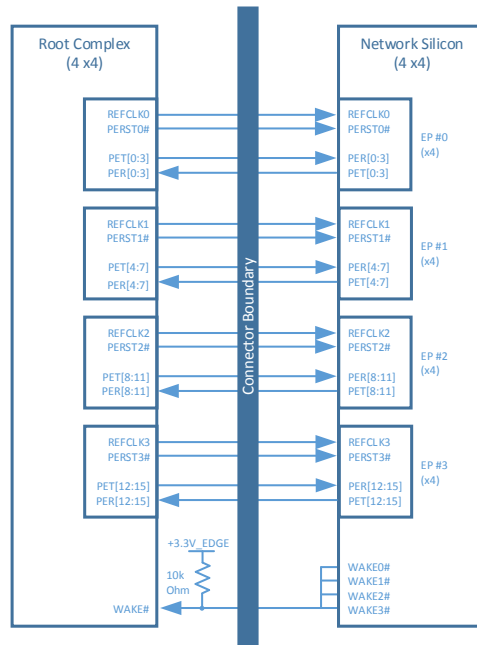 Root Complex
(4 x4)
Network Silicon
(4 x4)
REFCLK0
PERST0#
PET[0:3]
PER[0:3]
REFCLK0
PERST0#
PER[0:3]
PET[0:3]
EP #0
(x4)
REFCLK1
PERST1#
PET[4:7]
PER[4:7]
REFCLK1
PERST1#
PER[4:7]
PET[4:7]
EP #1
(x4)
Connector Boundary
REFCLK2
PERST2#
PET[8:11]
PER[8:11]
REFCLK2
PERST2#
PER[8:11]
PET[8:11]
EP #2
(x4)
REFCLK3
PERST3#
PET[12:15]
PER[12:15]
REFCLK3
PERST3#
PER[12:15]
PET[12:15]
EP #3
(x4)
+3.3V_EDGE
10k
Ohm
WAKE#
WAKE0#
WAKE1#
WAKE2#
WAKE3#